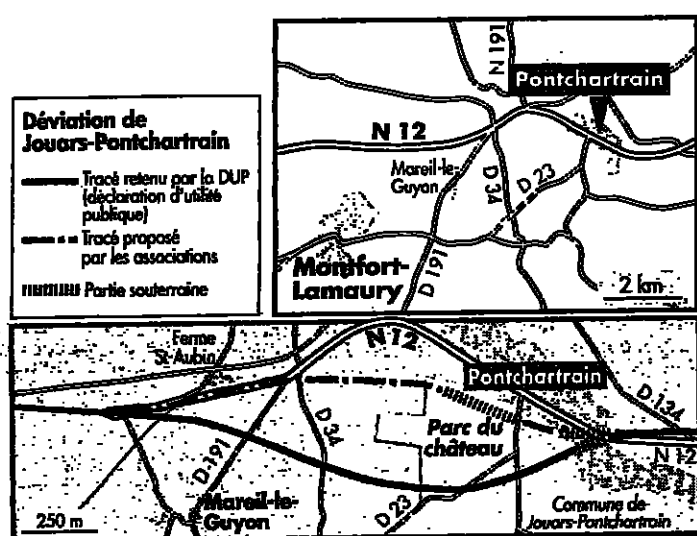 Déviation de
Jouars-Pontchartrain
Tracé retenu par la DUP
(déclaration d'utilité
publique)
Tracé proposé
par les associations
Partie souterraine
N 191
Pontchartrain
N 12
Mareil-le-
Guyon
D 34
D 23
Montfort-
Lamaury
D 191
2 km
Ferme
St-Aubin
N 12
Pontchartrain
D 134
D 191
D 34
Parc du
château
N 12
Mareil-le-
Guyon
D 23
Commune de
Jouars-Pontchartrain
250 m